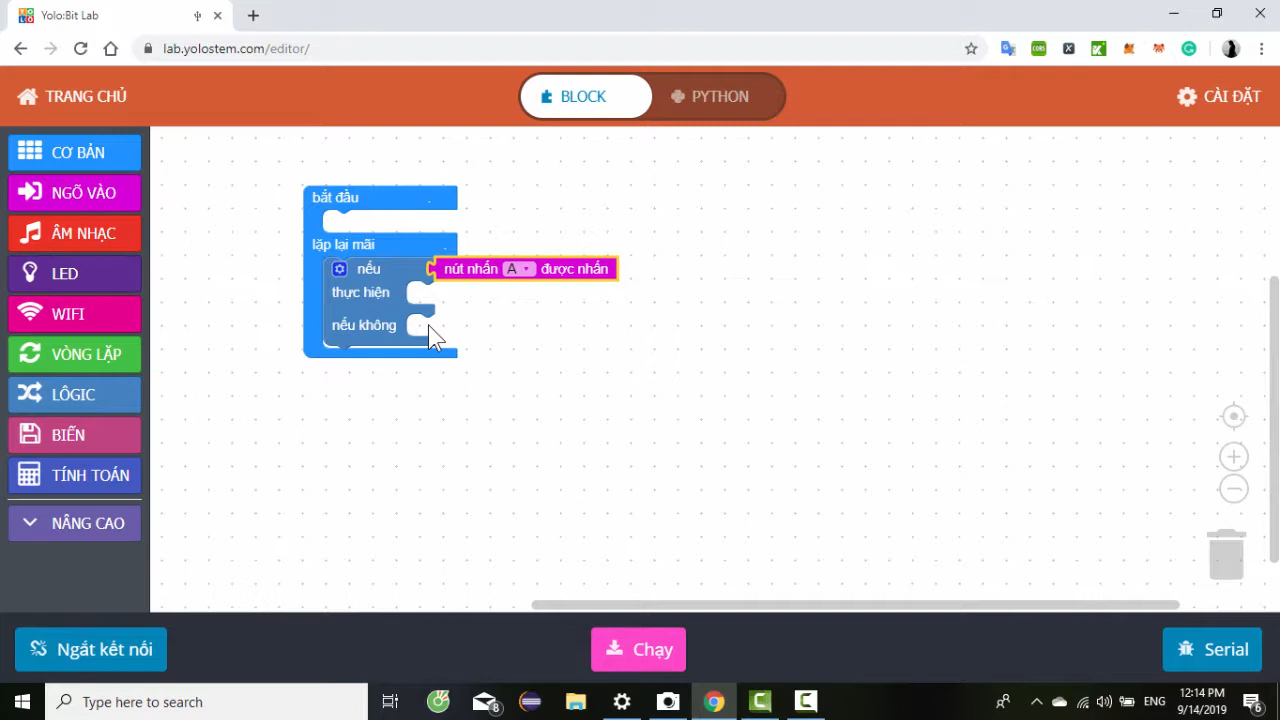 Yolo:Bit Lab
lab.yolostem.com/editor/
TRANG CHỦ
BLOCK
PYTHON
CÀI ĐẶT
CƠ BẢN
NGÕ VÀO
ÂM NHẠC
LED
WIFI
VÒNG LẶP
LÔGIC
BIẾN
TÍNH TOÁN
NÂNG CAO
bắt đầu
lặp lại mãi
nếu
nút nhấn A được nhấn
thực hiện
nếu không
Ngắt kết nối
Chạy
Serial
Type here to search
8
ENG
12:14 PM
9/14/2019
6